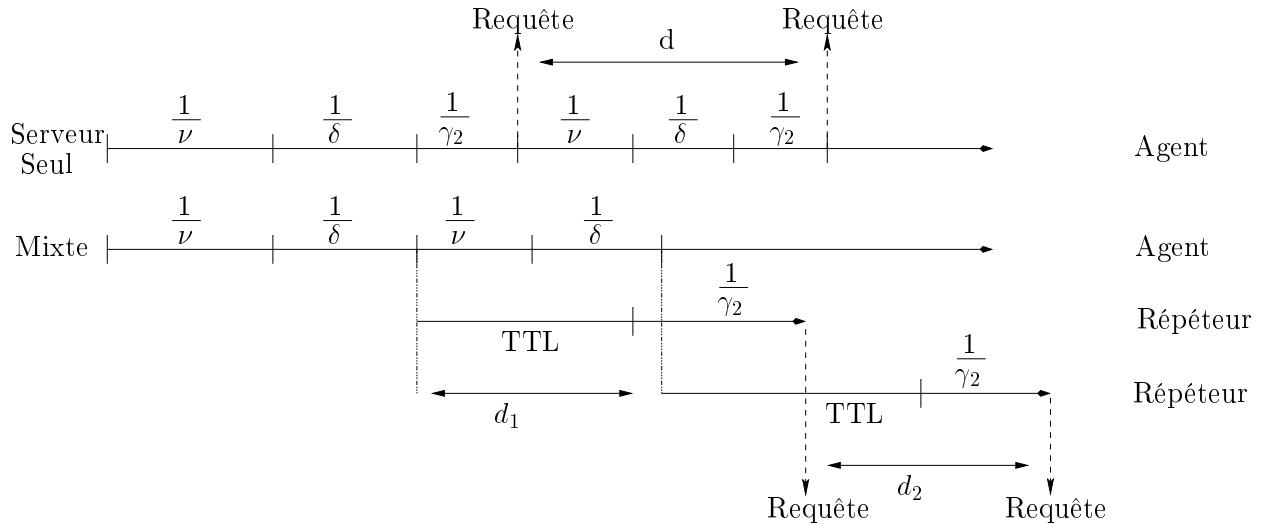 Requête Requête
d
1/ν 1/δ 1/γ₂ 1/ν 1/δ 1/γ₂
Serveur
Seul
Agent
1/ν 1/δ 1/ν 1/δ
Mixte Agent
1/γ₂
Répéteur
TTL
1/γ₂
Répéteur
d₁ TTL
d₂
Requête Requête